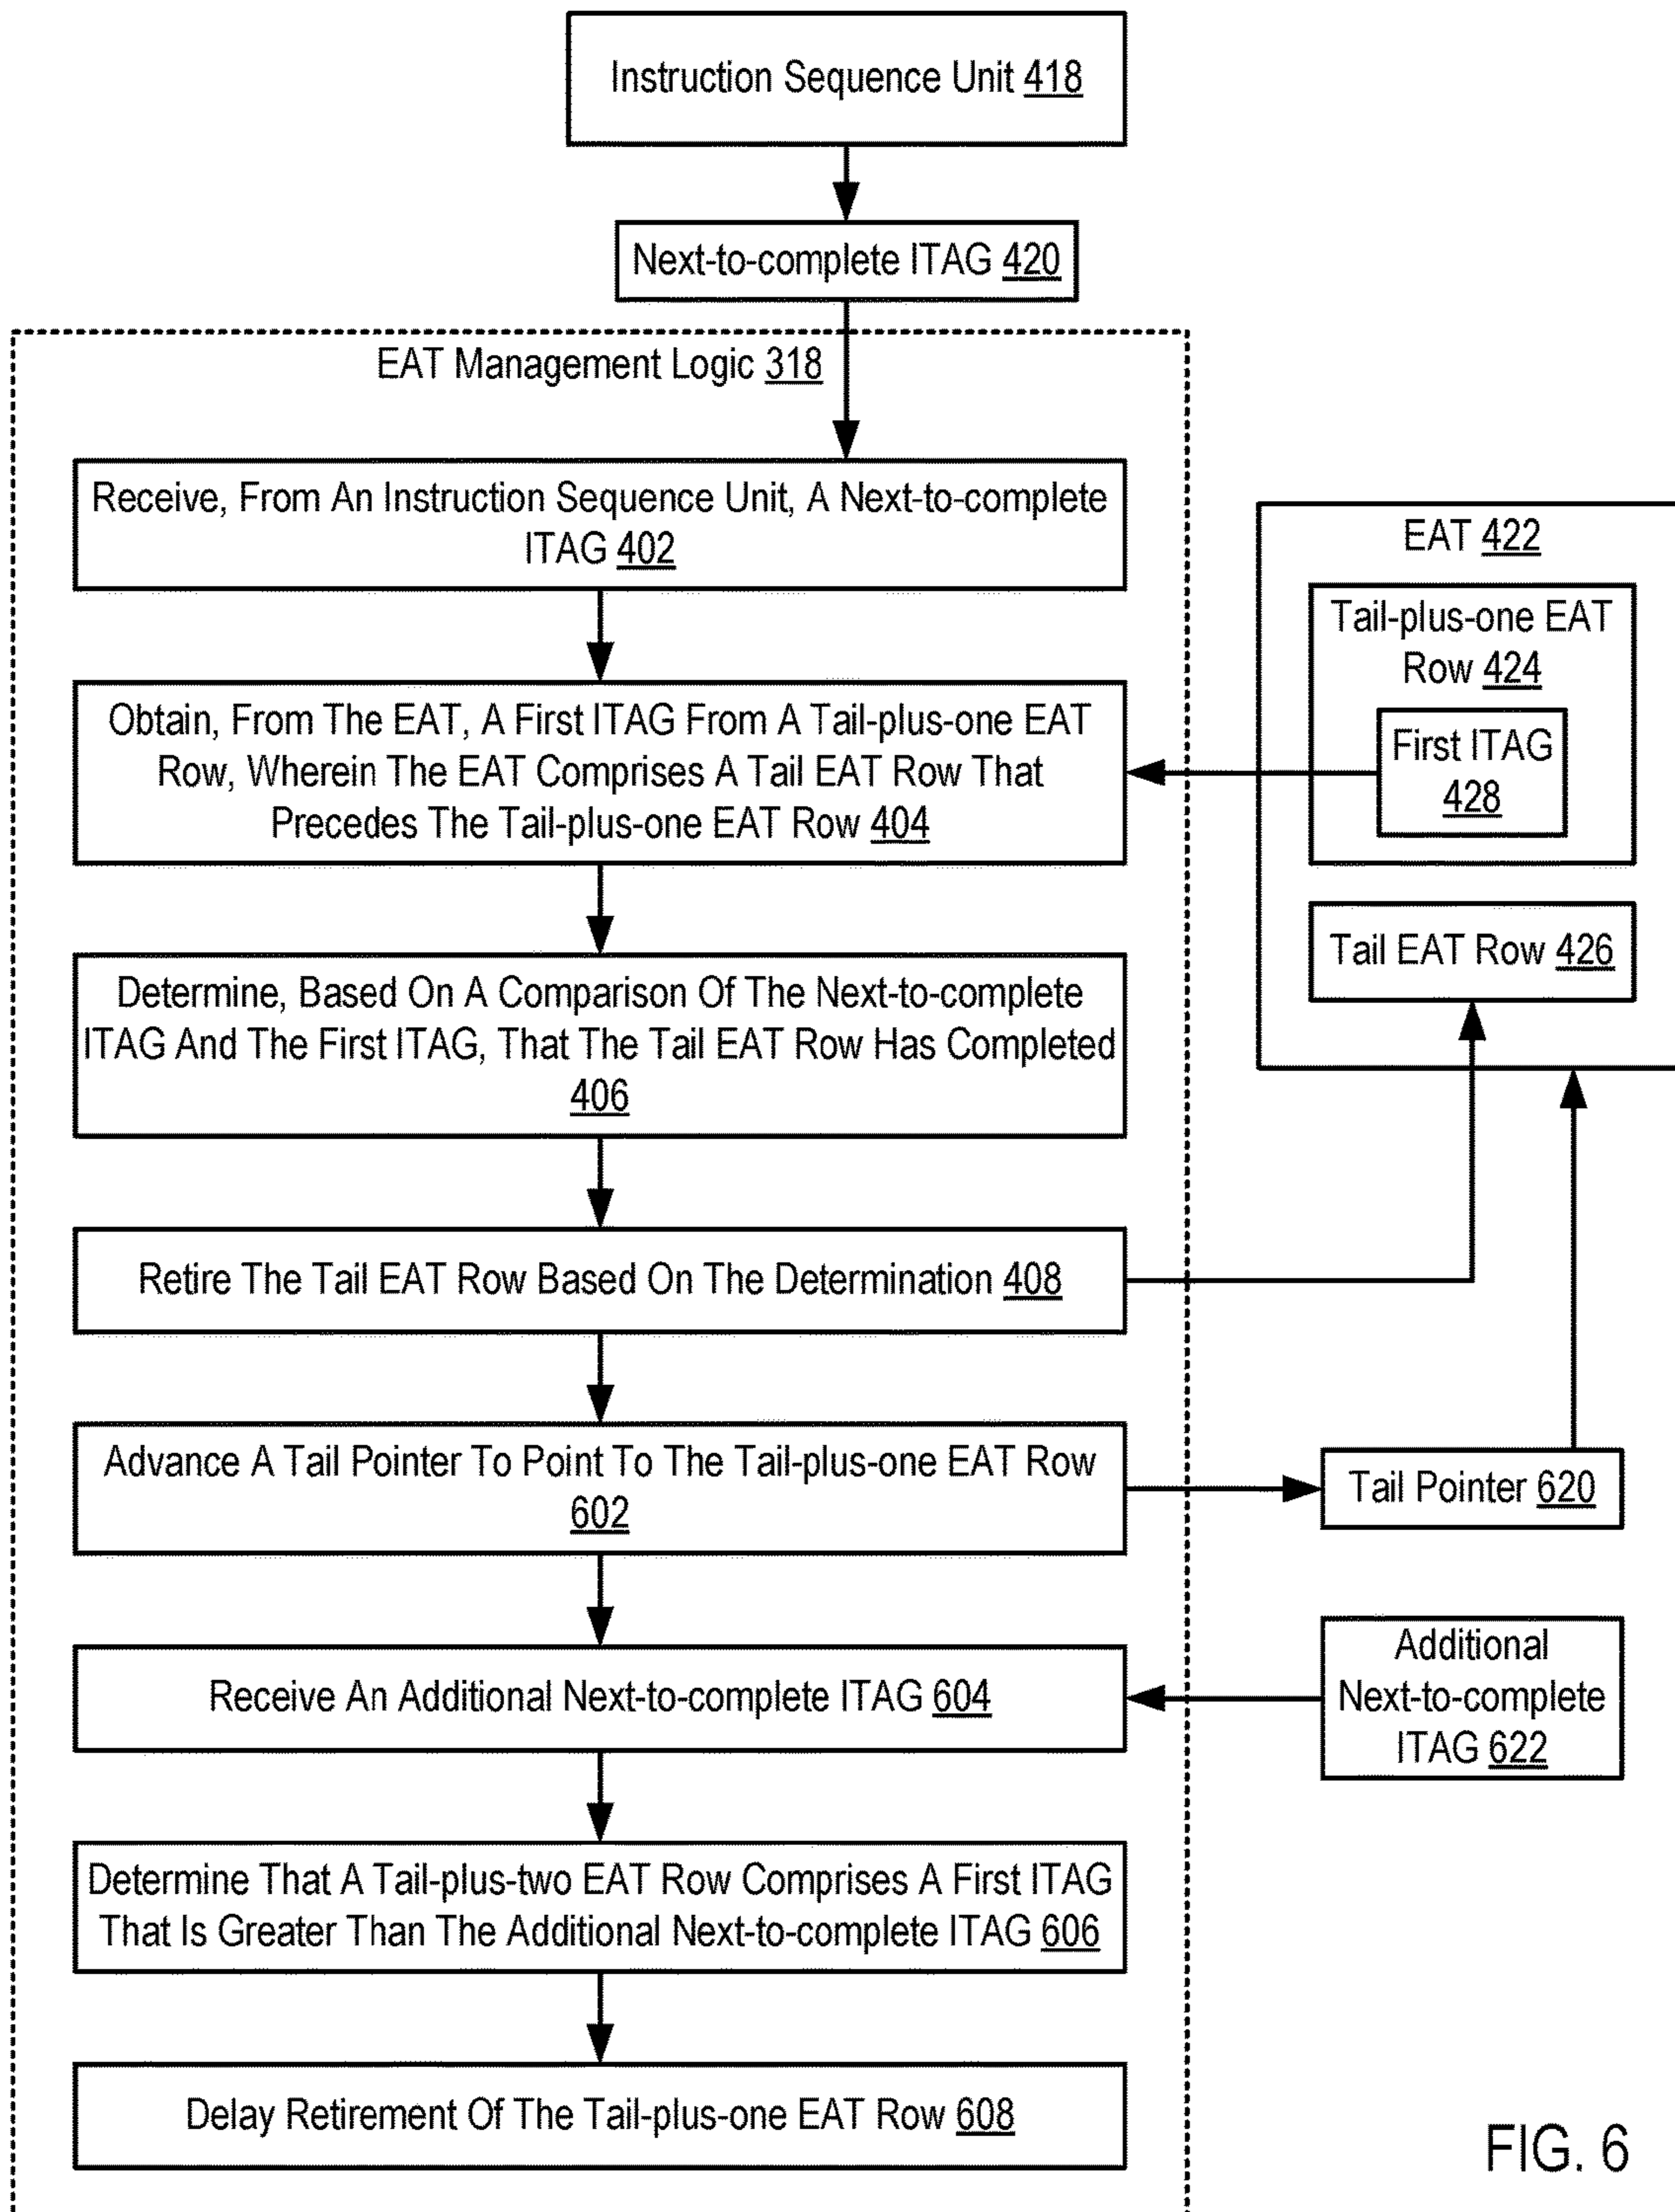 Instruction Sequence Unit 418
Next-to-complete ITAG 420
EAT Management Logic 318
Receive, From An Instruction Sequence Unit, A Next-to-complete
ITAG 402
EAT 422
Tail-plus-one EAT
Row 424
First ITAG
428
Obtain, From The EAT, A First ITAG From A Tail-plus-one EAT
Row, Wherein The EAT Comprises A Tail EAT Row That
Precedes The Tail-plus-one EAT Row 404
Tail EAT Row 426
Determine, Based On A Comparison Of The Next-to-complete
ITAG And The First ITAG, That The Tail EAT Row Has Completed
406
Retire The Tail EAT Row Based On The Determination 408
Advance A Tail Pointer To Point To The Tail-plus-one EAT Row
602
Tail Pointer 620
Receive An Additional Next-to-complete ITAG 604
Additional
Next-to-complete
ITAG 622
Determine That A Tail-plus-two EAT Row Comprises A First ITAG
That Is Greater Than The Additional Next-to-complete ITAG 606
Delay Retirement Of The Tail-plus-one EAT Row 608
FIG. 6